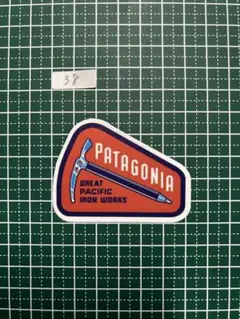 38
PATAGONIA
GREAT
PACIFIC
IRON WORKS